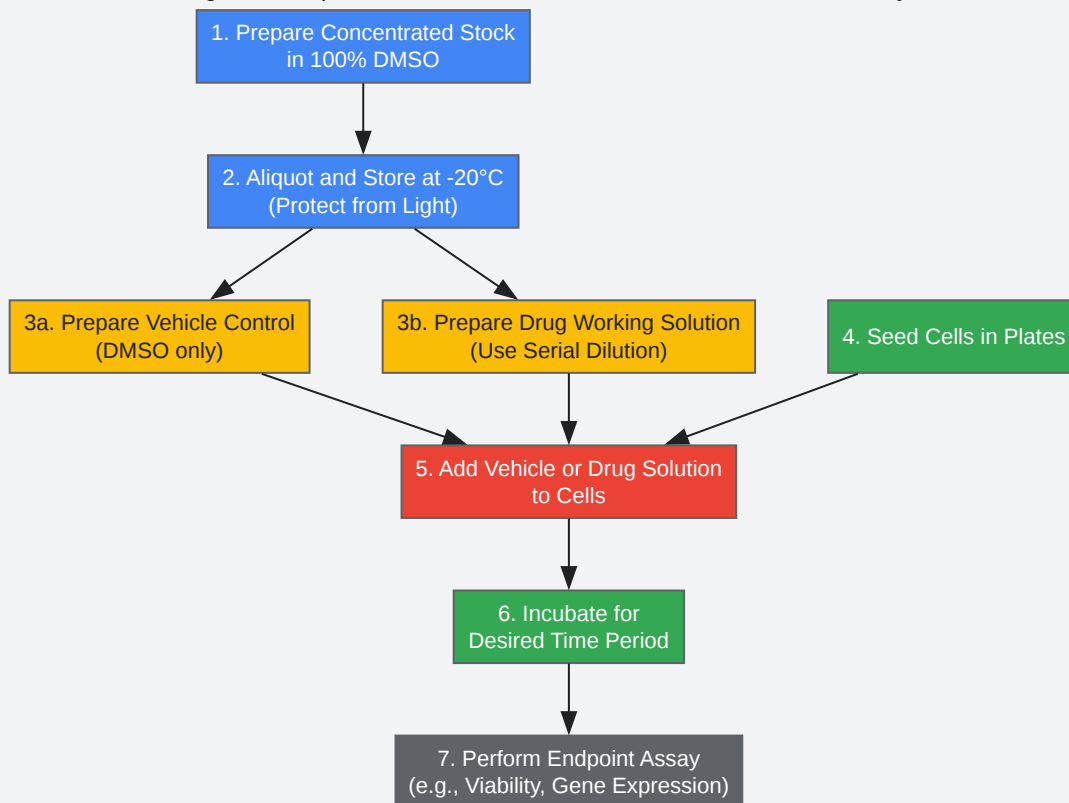 1. Prepare Concentrated Stock
in 100% DMSO
2. Aliquot and Store at -20°C
(Protect from Light)
3a. Prepare Vehicle Control
(DMSO only)
3b. Prepare Drug Working Solution
(Use Serial Dilution)
4. Seed Cells in Plates
5. Add Vehicle or Drug Solution
to Cells
6. Incubate for
Desired Time Period
7. Perform Endpoint Assay
(e.g., Viability, Gene Expression)